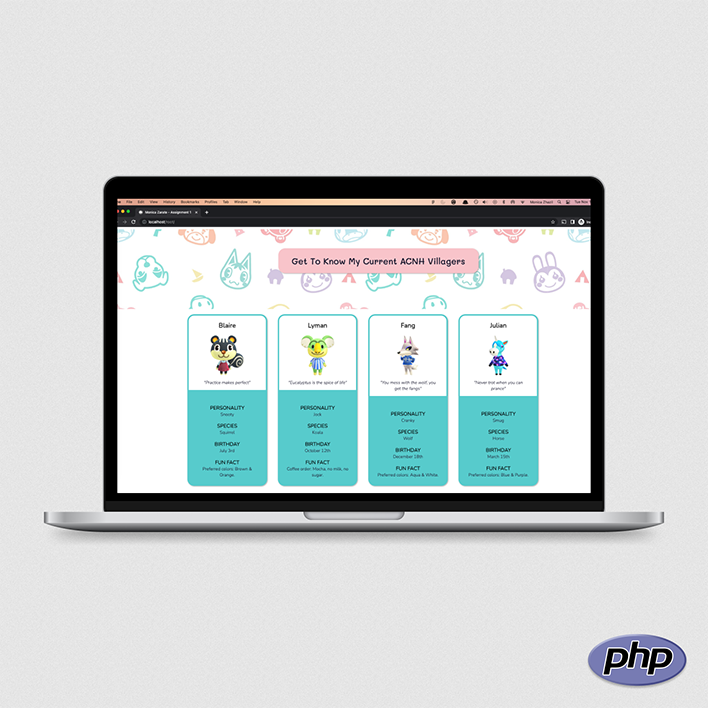 File Edit View History Bookmarks Profiles Tab Window Help
Tue Nov
localhost
Get To Know My Current ACNH Villagers
Blaire
Lyman
Fang
Julian
"Practice makes perfect"
"Eucalyptus is the spice of life"
"You mess with the wolf, you
get the fangs"
"Never trot when you can
prance"
PERSONALITY
Snooty
SPECIES
Squirrel
BIRTHDAY
July 3rd
FUN FACT
Preferred colors: Brown &
Orange
PERSONALITY
Jock
SPECIES
Koala
BIRTHDAY
October 13th
FUN FACT
Coffee order: Mocha, no milk, no
sugar
PERSONALITY
Cranky
SPECIES
Wolf
BIRTHDAY
December 18th
FUN FACT
Preferred colors: Aqua & White
PERSONALITY
Smug
SPECIES
Horse
BIRTHDAY
March 15th
FUN FACT
Preferred colors: Blue & Purple
php